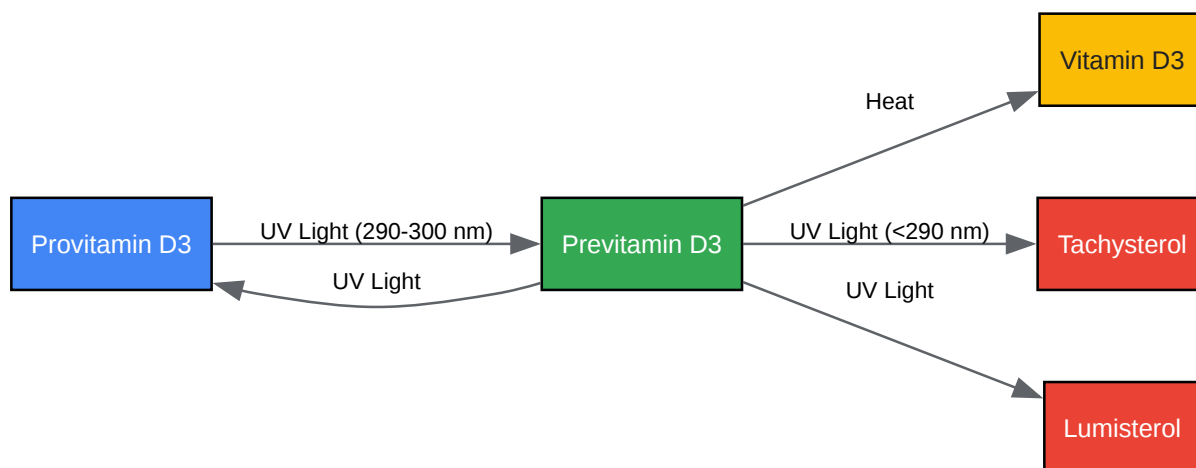 Vitamin D3
Heat
Provitamin D3
UV Light (290-300 nm)
Previtamin D3
UV Light (<290 nm)
Tachysterol
UV Light
UV Light
Lumisterol